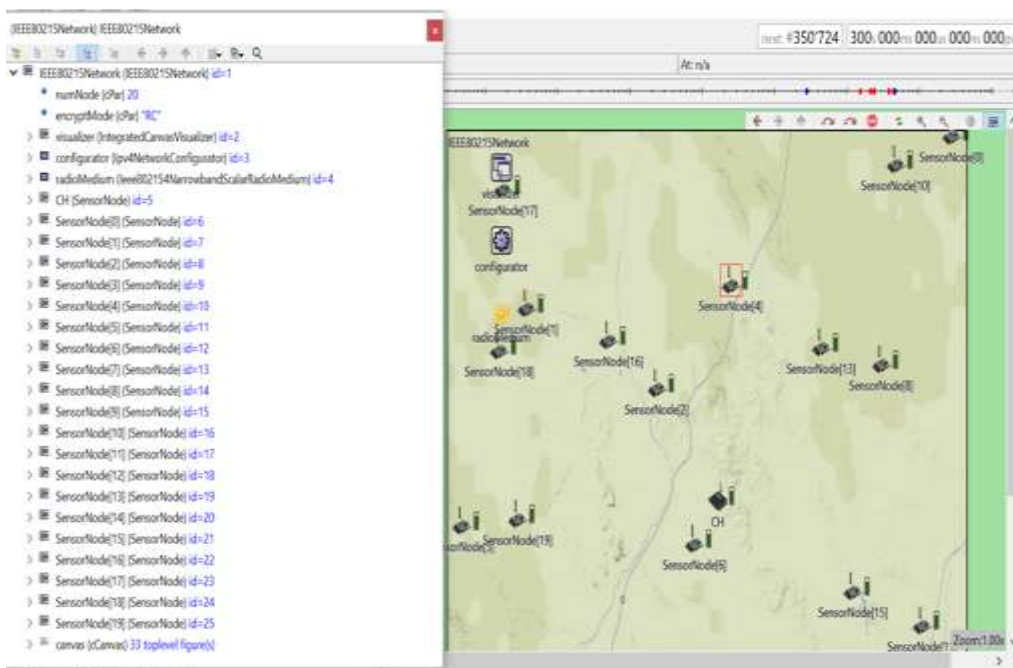 (IEEE80215Network) IEEE80215Network
IEEE80215Network (IEEE80215Network) id=1
numNode (cPar) 20
encryptMode (cPar) "RC"
visualizer (IntegratedCanvasVisualizer) id=2
configurator (Ipv4NetworkConfigurator) id=3
radioMedium (Ieee802154NarrowbandScalarRadioMedium) id=4
CH (SensorNode) id=5
SensorNode[0] (SensorNode) id=6
SensorNode[1] (SensorNode) id=7
SensorNode[2] (SensorNode) id=8
SensorNode[3] (SensorNode) id=9
SensorNode[4] (SensorNode) id=10
SensorNode[5] (SensorNode) id=11
SensorNode[6] (SensorNode) id=12
SensorNode[7] (SensorNode) id=13
SensorNode[8] (SensorNode) id=14
SensorNode[9] (SensorNode) id=15
SensorNode[10] (SensorNode) id=16
SensorNode[11] (SensorNode) id=17
SensorNode[12] (SensorNode) id=18
SensorNode[13] (SensorNode) id=19
SensorNode[14] (SensorNode) id=20
SensorNode[15] (SensorNode) id=21
SensorNode[16] (SensorNode) id=22
SensorNode[17] (SensorNode) id=23
SensorNode[18] (SensorNode) id=24
SensorNode[19] (SensorNode) id=25
canvas (cCanvas) 33 toplevel figure(s)
next: #350'724 300s 000ms 000us 000ns 000ps
At: n/a
IEEE80215Network
SensorNode[0]
SensorNode[10]
SensorNode[17]
configurator
SensorNode[4]
SensorNode[1]
radioMedium
SensorNode[16]
SensorNode[13]
SensorNode[18]
SensorNode[8]
SensorNode[2]
CH
SensorNode[19]
SensorNode[6]
SensorNode[15]
Zoom:1.00x